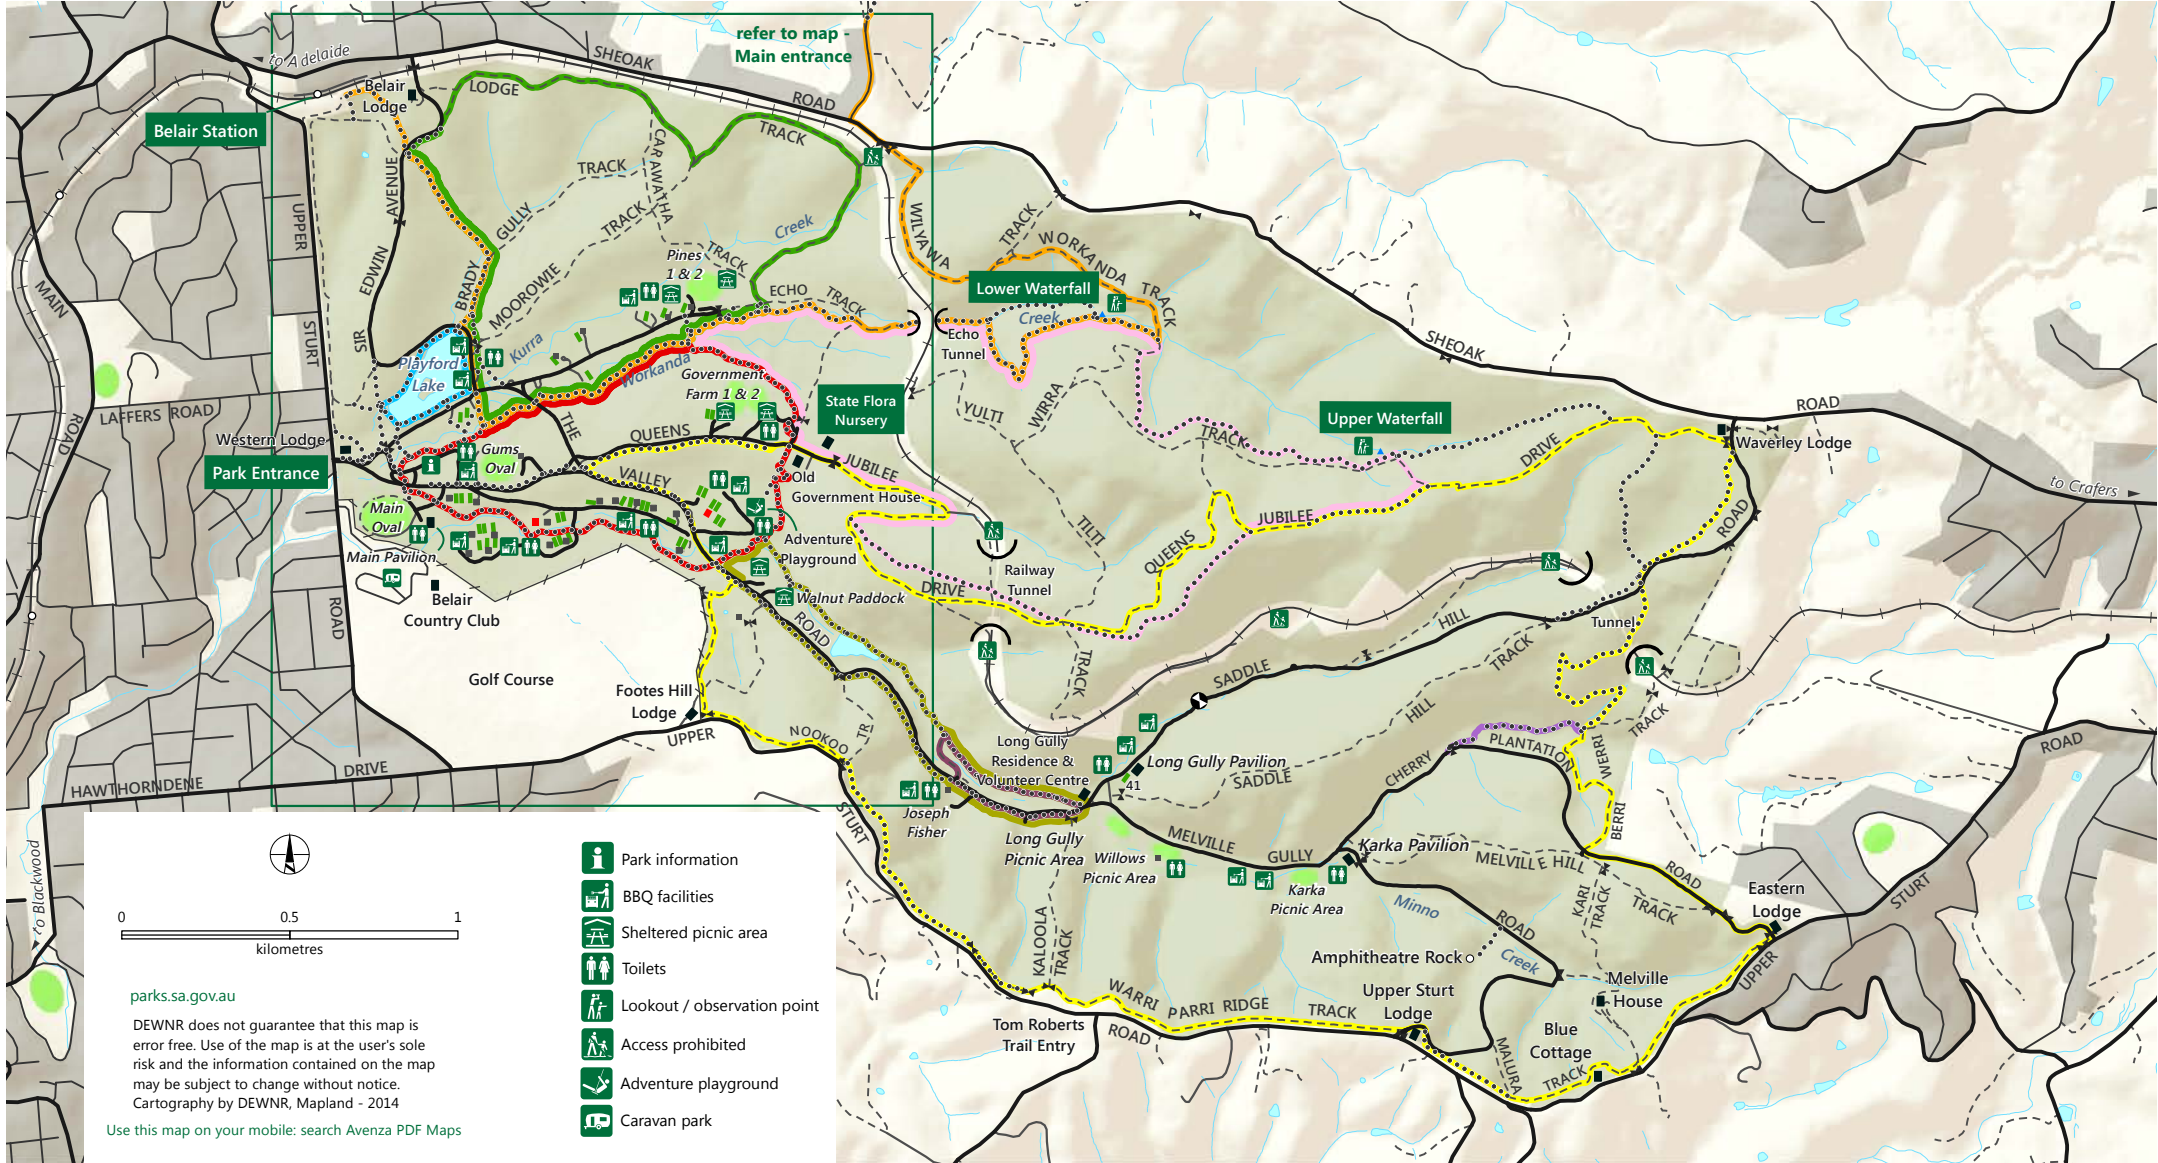 refer to map -
Main entrance
to Adelaide
SHEOAK
ROAD
Belair
Lodge
LODGE
TRACK
Belair Station
CARAWATHA
TRACK
GULLY
TRACK
MOOROWIE
TRACK
Creek
UPPER
STURT
ROAD
SIR
EDWIN
AVENUE
BRADY
MAIN
ROAD
Pines
1 & 2
ECHO
TRACK
WILYAWA
TRACK
WORKANDA
TRACK
Lower Waterfall
Creek
Echo
Tunnel
Kurra
Playford
Lake
Workanda
Government
Farm 1 & 2
State Flora
Nursery
YULTI
WIRRA
SHEOAK
ROAD
LAFFERS ROAD
Western Lodge
Park Entrance
THE
QUEENS
Gums
Oval
VALLEY
ROAD
JUBILEE
DRIVE
Old
Government House
TRACK
Upper Waterfall
DRIVE
Waverley Lodge
ROAD
to Crafers
Main
Oval
Main Pavilion
Adventure
Playground
JUBILEE
QUEENS
TILTI
TRACK
Railway
Tunnel
Belair
Country Club
Walnut Paddock
Golf Course
Footes Hill
Lodge
UPPER
NOOKOO
TR
STURT
ROAD
HAWTHORNDENE
DRIVE
SADDLE
HILL
Tunnel
SADDLE
HILL
TRACK
CHERRY
PLANTATION
WERRI
BERRI
TRACK
Long Gully
Residence &
Volunteer Centre
Long Gully Pavilion
41
Joseph
Fisher
Long Gully
Picnic Area
Willows
Picnic Area
MELVILLE
GULLY
ROAD
Karka Pavilion
Karka
Picnic Area
MELVILLE HILL
TRACK
KARI
TRACK
ROAD
Minno
Creek
Amphitheatre Rock
Eastern
Lodge
UPPER
STURT
ROAD
KALOOLA
TRACK
Tom Roberts
Trail Entry
WARRI
PARRI RIDGE
TRACK
Upper Sturt
Lodge
Melville
House
Blue
Cottage
MALURA
TRACK
to Blackwood
0 0.5 1
kilometres
parks.sa.gov.au
DEWNR does not guarantee that this map is
error free. Use of the map is at the user's sole
risk and the information contained on the map
may be subject to change without notice.
Cartography by DEWNR, Mapland - 2014
Use this map on your mobile: search Avenza PDF Maps
Park information
BBQ facilities
Sheltered picnic area
Toilets
Lookout / observation point
Access prohibited
Adventure playground
Caravan park